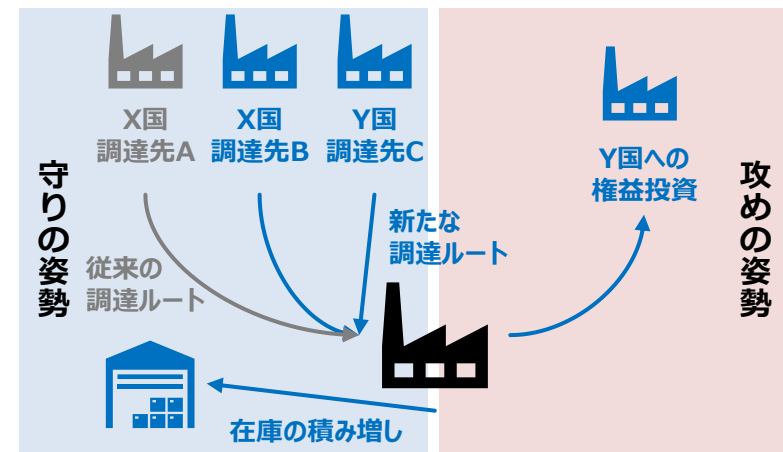 X国
調達先A
X国
調達先B
Y国
調達先C
Y国への
権益投資
守りの姿勢
攻めの姿勢
新たな
調達ルート
従来の
調達ルート
在庫の積み増し